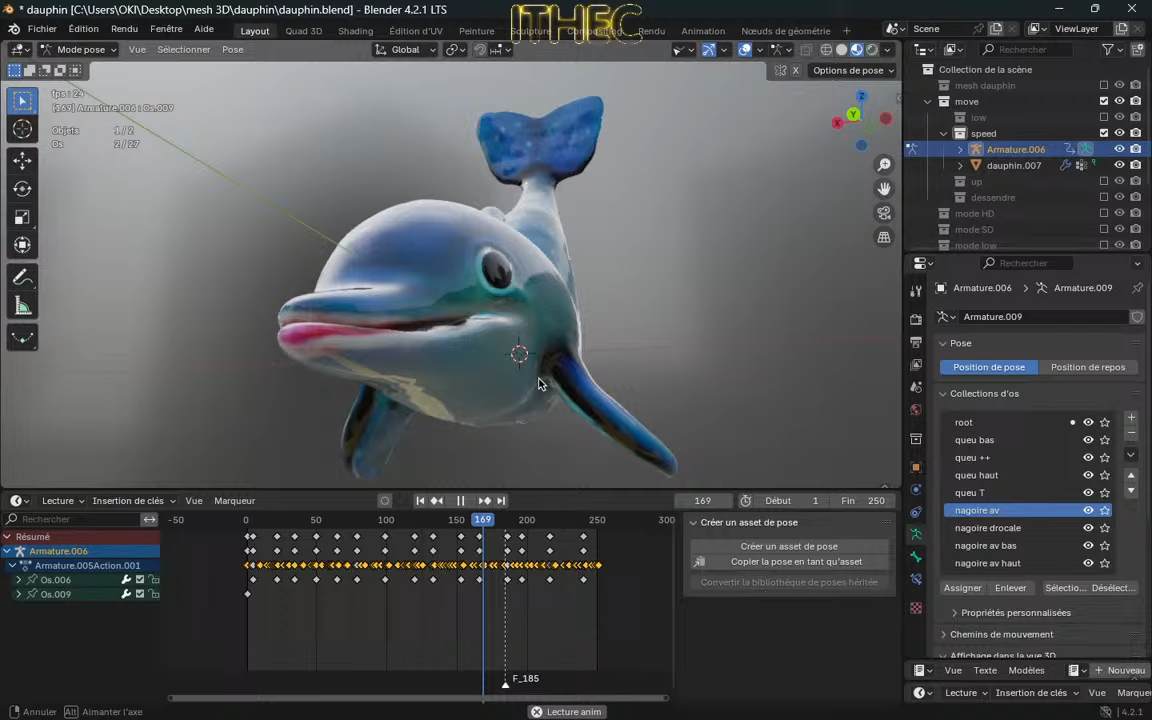 * dauphin [C:\Users\OKI\Desktop\mesh 3D\dauphin\dauphin.blend] - Blender 4.2.1 LTS
ITHEC
Fichier Édition Rendu Fenêtre Aide Layout Quad 3D Shading Édition d'UV Peinture Sculpture Animation Nœuds de géométrie + Scene ViewLayer
Mode pose Vue Sélectionner Pose Global Rechercher
X Options de pose
Collection de la scène
mesh dauphin
move
low
speed
Armature.006
dauphin.007
up
dessendre
mode HD
mode SD
mode low
fps : 24
(169) Armature.006 : Os.009
Objets 1 / 2
Os 2 / 27
Z
Y
X
Rechercher
Armature.006 > Armature.009
Armature.009
Pose
Position de pose Position de repos
Collections d'os
root
queu bas
queu ++
queu haut
queu T
nagoire av
nagoire drocale
nagoire av bas
nagoire av haut
Assigner Enlever Sélectio... Désélect...
Propriétés personnalisées
Chemins de mouvement
Affichage dans la vue 3D
Vue Texte Modèles + Nouveau
Lecture Insertion de clés Vue Marque
Lecture Insertion de clés Vue Marqueur 169 Début 1 Fin 250
Rechercher -50 0 50 100 150 169 200 250 300
Résumé
Armature.006
Armature.005Action.001
Os.006
Os.009
F_185
Créer un asset de pose
Créer un asset de pose
Copier la pose en tant qu'asset
Convertir la bibliothèque de poses héritée
Annuler Alt Aimanter l'axe Lecture anim 4.2.1